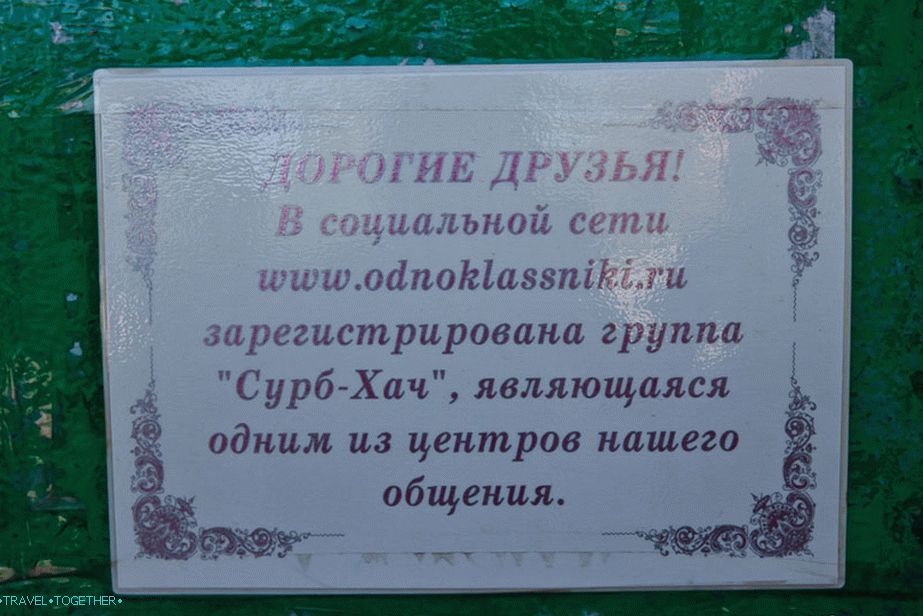 ДОРОГИЕ ДРУЗЬЯ!
В социальной сети
www.odnoklassniki.ru
зарегистрирована группа
"Сурб-Хач", являющаяся
одним из центров нашего
общения.
•TRAVEL•TOGETHER•